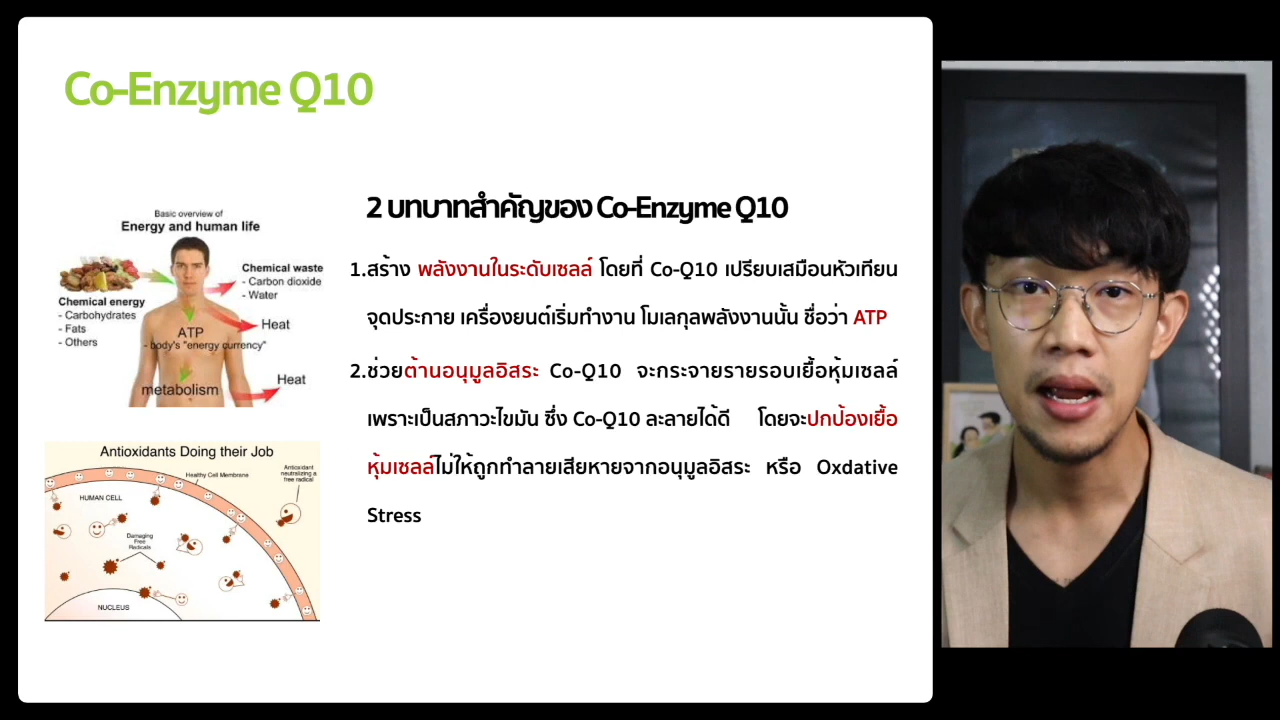 Co-Enzyme Q10
2 บทบาทสำคัญของ Co-Enzyme Q10
1.สร้าง พลังงานในระดับเซลล์ โดยที่ Co-Q10 เปรียบเสมือนหัวเทียน
จุดประกาย เครื่องยนต์เริ่มทำงาน โมเลกุลพลังงานนั้น ชื่อว่า ATP
2.ช่วยต้านอนุมูลอิสระ Co-Q10 จะกระจายรายรอบเยื้อหุ้มเซลล์
เพราะเป็นสภาวะไขมัน ซึ่ง Co-Q10 ละลายได้ดี โดยจะปกป้องเยื้อ
หุ้มเซลล์ไม่ให้ถูกทำลายเสียหายจากอนุมูลอิสระ หรือ Oxdative
Stress
Basic overview of
Energy and human life
Chemical waste
- Carbon dioxide
- Water
Chemical energy
- Carbohydrates
- Fats
- Others
Heat
ATP
- body's "energy currency"
Heat
metabolism
Antioxidants Doing their Job
Healthy Cell Membrane
Antioxidant
neutralizing a
free radical
HUMAN CELL
Damaging
Free
Radicals
NUCLEUS